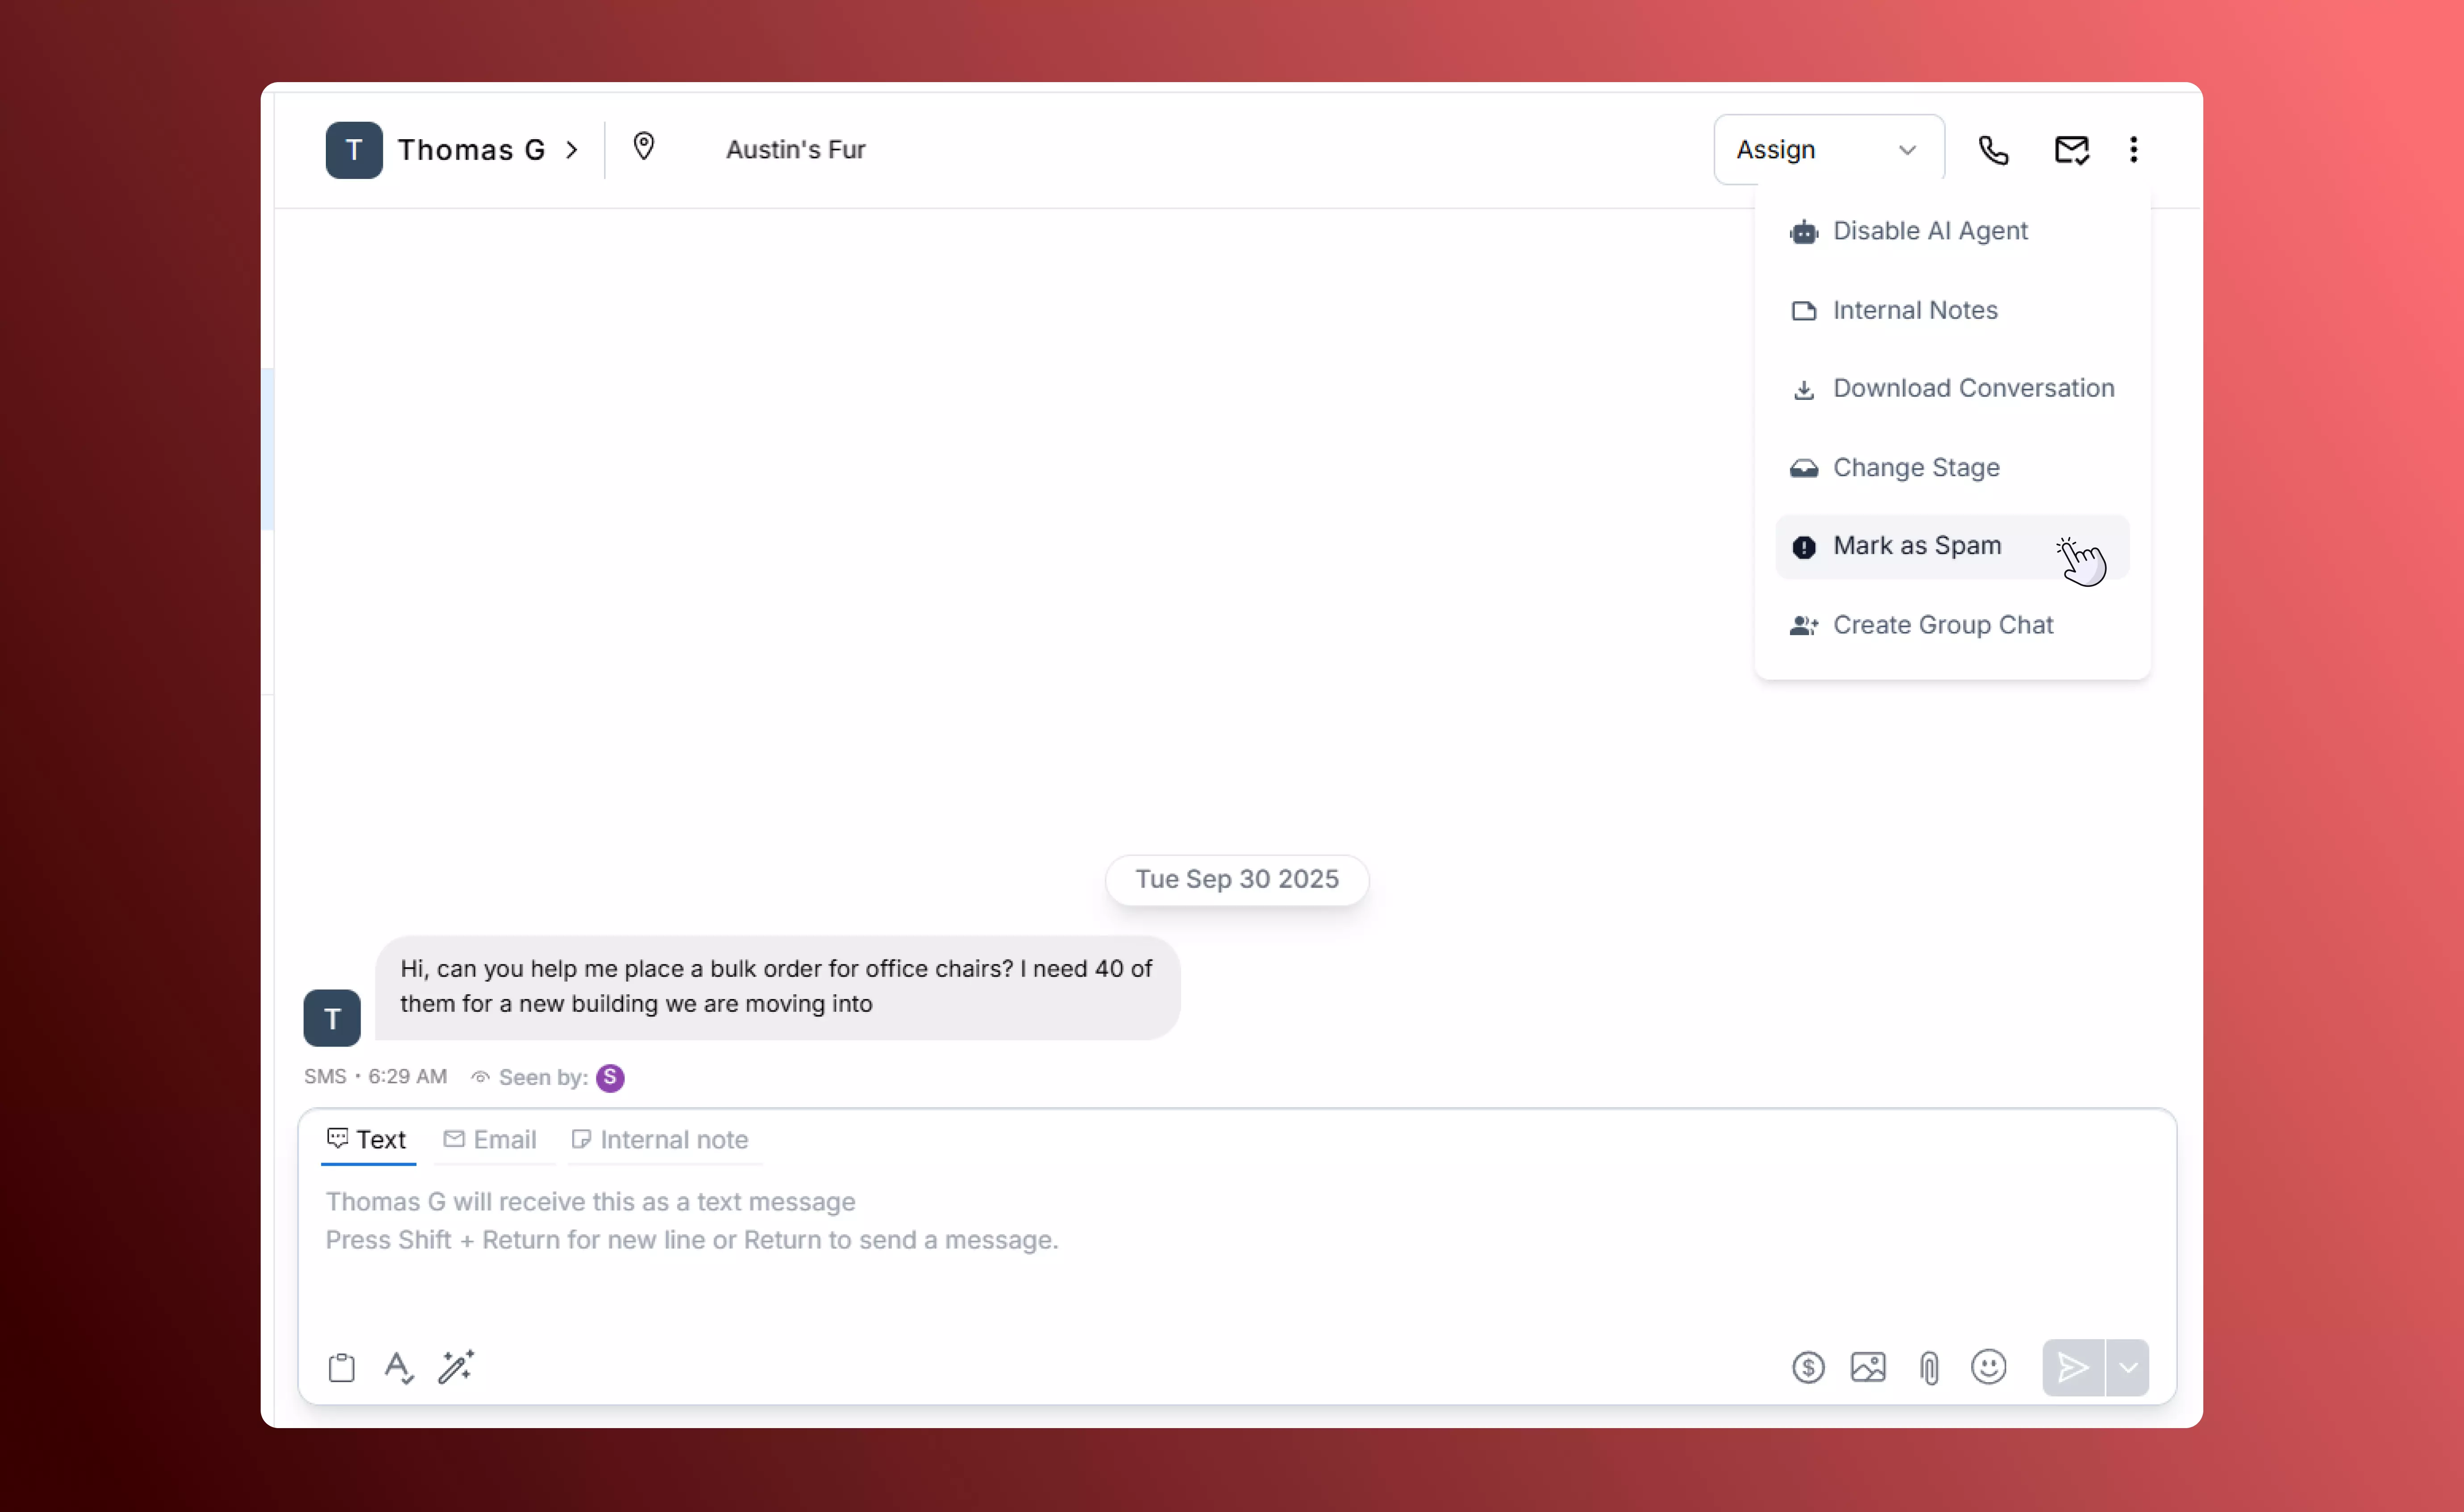 T
Thomas G
Austin's Fur
Assign
Disable AI Agent
Internal Notes
Download Conversation
Change Stage
Mark as Spam
Create Group Chat
Tue Sep 30 2025
Hi, can you help me place a bulk order for office chairs? I need 40 of
them for a new building we are moving into
T
SMS • 6:29 AM Seen by: S
Text Email Internal note
Thomas G will receive this as a text message
Press Shift + Return for new line or Return to send a message.